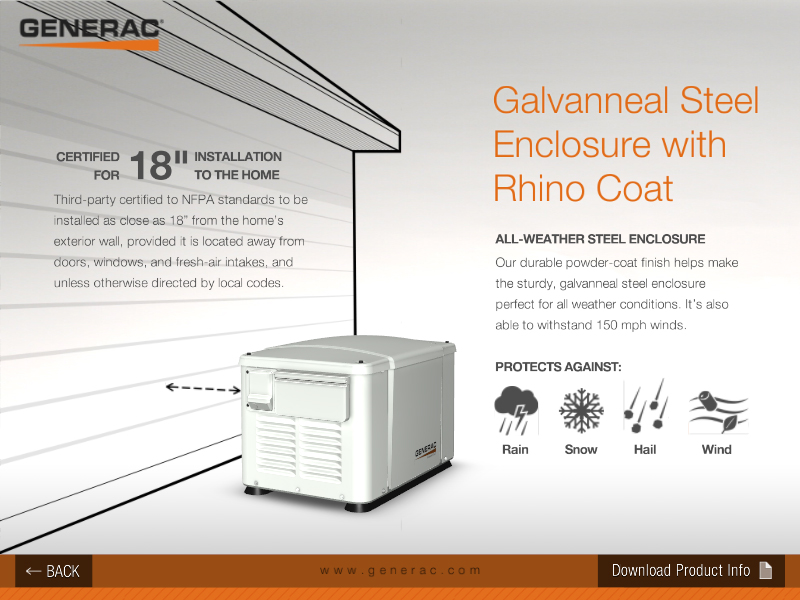 GENERAC®
CERTIFIED FOR 18" INSTALLATION TO THE HOME
Third-party certified to NFPA standards to be
installed as close as 18” from the home’s
exterior wall, provided it is located away from
doors, windows, and fresh-air intakes, and
unless otherwise directed by local codes.
Galvanneal Steel
Enclosure with
Rhino Coat
ALL-WEATHER STEEL ENCLOSURE
Our durable powder-coat finish helps make
the sturdy, galvanneal steel enclosure
perfect for all weather conditions. It’s also
able to withstand 150 mph winds.
PROTECTS AGAINST:
Rain Snow Hail Wind
GENERAC
← BACK
www.generac.com
Download Product Info